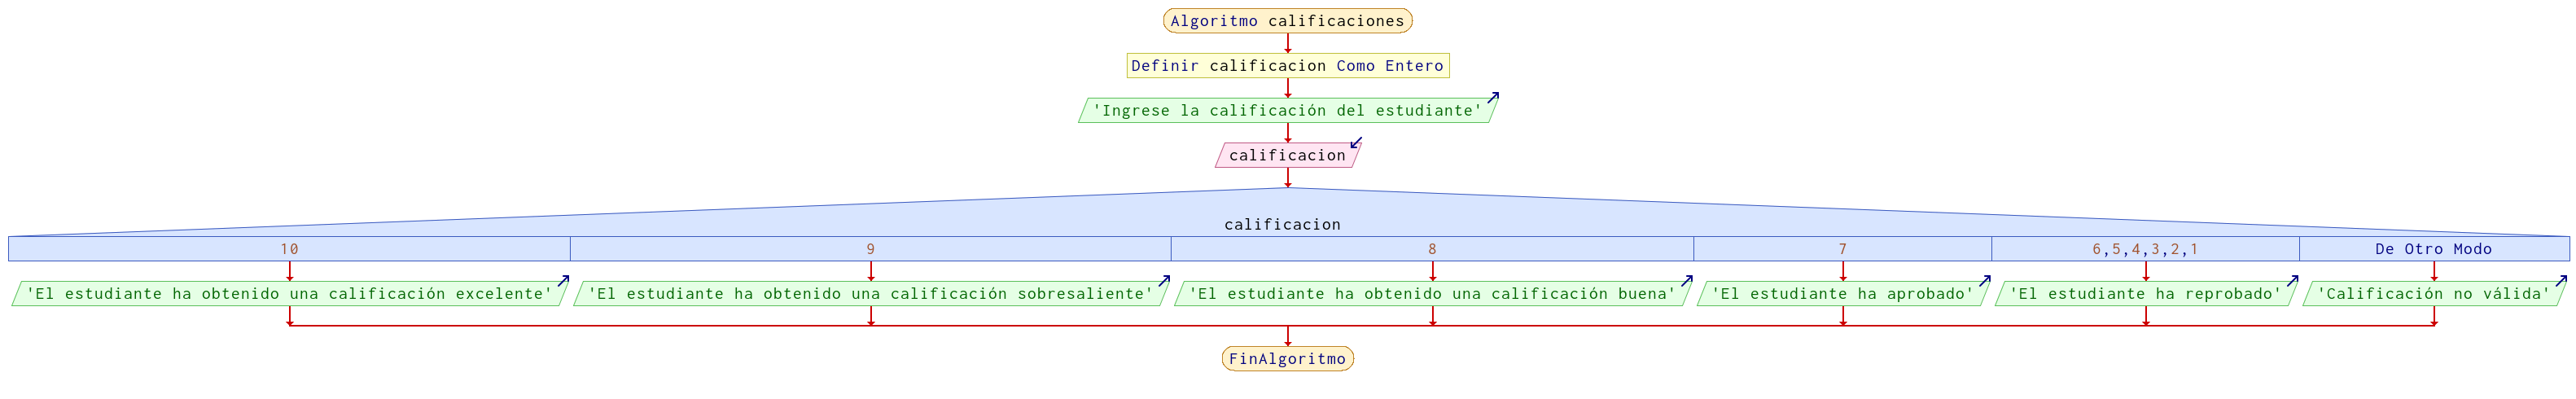 Algoritmo calificaciones
Definir calificacion Como Entero
'Ingrese la calificación del estudiante'
calificacion
calificacion
10
9
8
7
6,5,4,3,2,1
De Otro Modo
'El estudiante ha obtenido una calificación excelente'
'El estudiante ha obtenido una calificación sobresaliente'
'El estudiante ha obtenido una calificación buena'
'El estudiante ha aprobado'
'El estudiante ha reprobado'
'Calificación no válida'
FinAlgoritmo